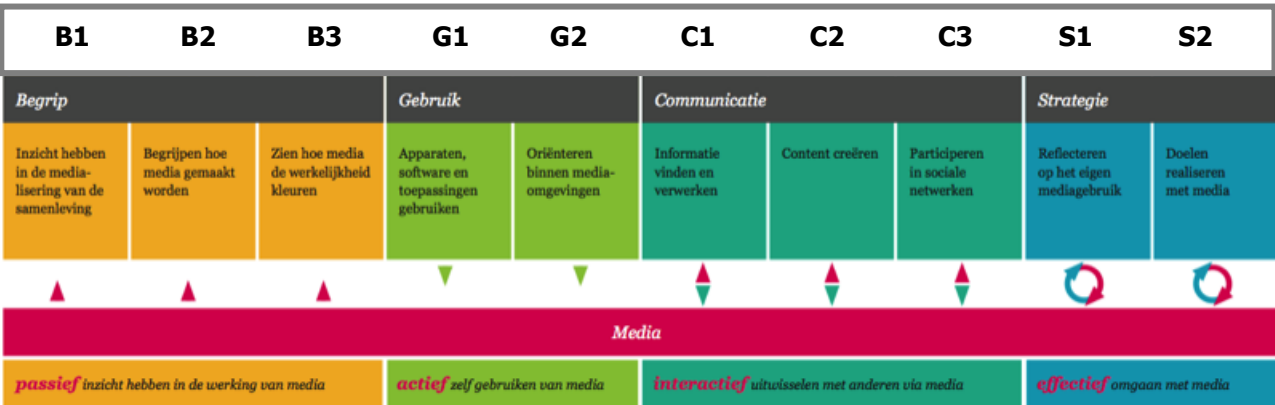 B1 B2 B3 G1 G2 C1 C2 C3 S1 S2
Begrip Gebruik Communicatie Strategie
Inzicht hebben
in de media-
lisering van de
samenleving
Begrijpen hoe
media gemaakt
worden
Zien hoe media
de werkelijkheid
kleuren
Apparaten,
software en
toepassingen
gebruiken
Oriënteren
binnen media-
omgevingen
Informatie
vinden en
verwerken
Content creëren
Participeren
in sociale
netwerken
Reflecteren
op het eigen
mediagebruik
Doelen
realiseren
met media
Media
passief inzicht hebben in de werking van media
actief zelf gebruiken van media
interactief uitwisselen met anderen via media
effectief omgaan met media